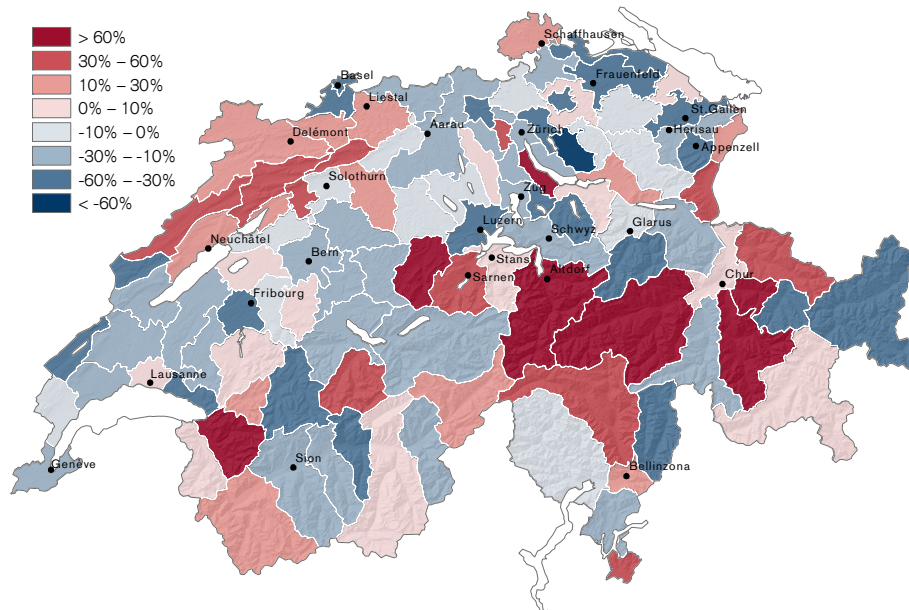 > 60%
30% – 60%
10% – 30%
0% – 10%
-10% – 0%
-30% – -10%
-60% – -30%
< -60%
Schaffhausen
Basel
Frauenfeld
Liestal
St.Gallen
Delémont
Aarau
Zürich
Herisau
Appenzell
Solothurn
Zug
Neuchâtel
Luzern
Schwyz
Glarus
Bern
Stans
Sarnen
Altdorf
Chur
Fribourg
Lausanne
Genève
Sion
Bellinzona